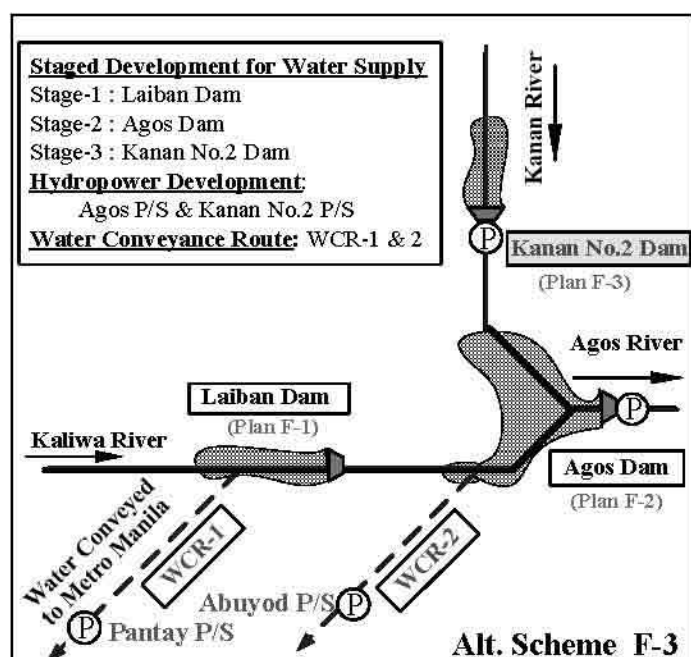 Staged Development for Water Supply
Stage-1 : Laiban Dam
Stage-2 : Agos Dam
Stage-3 : Kanan No.2 Dam
Hydropower Development:
Agos P/S & Kanan No.2 P/S
Water Conveyance Route: WCR-1 & 2
Kanan River
P
Kanan No.2 Dam
(Plan F-3)
Agos River
P
Laiban Dam
(Plan F-1)
Kaliwa River
Agos Dam
(Plan F-2)
Water Conveyed
to Metro Manila
WCR-1
WCR-2
Abuyod P/S
P
P
Pantay P/S
Alt. Scheme F-3